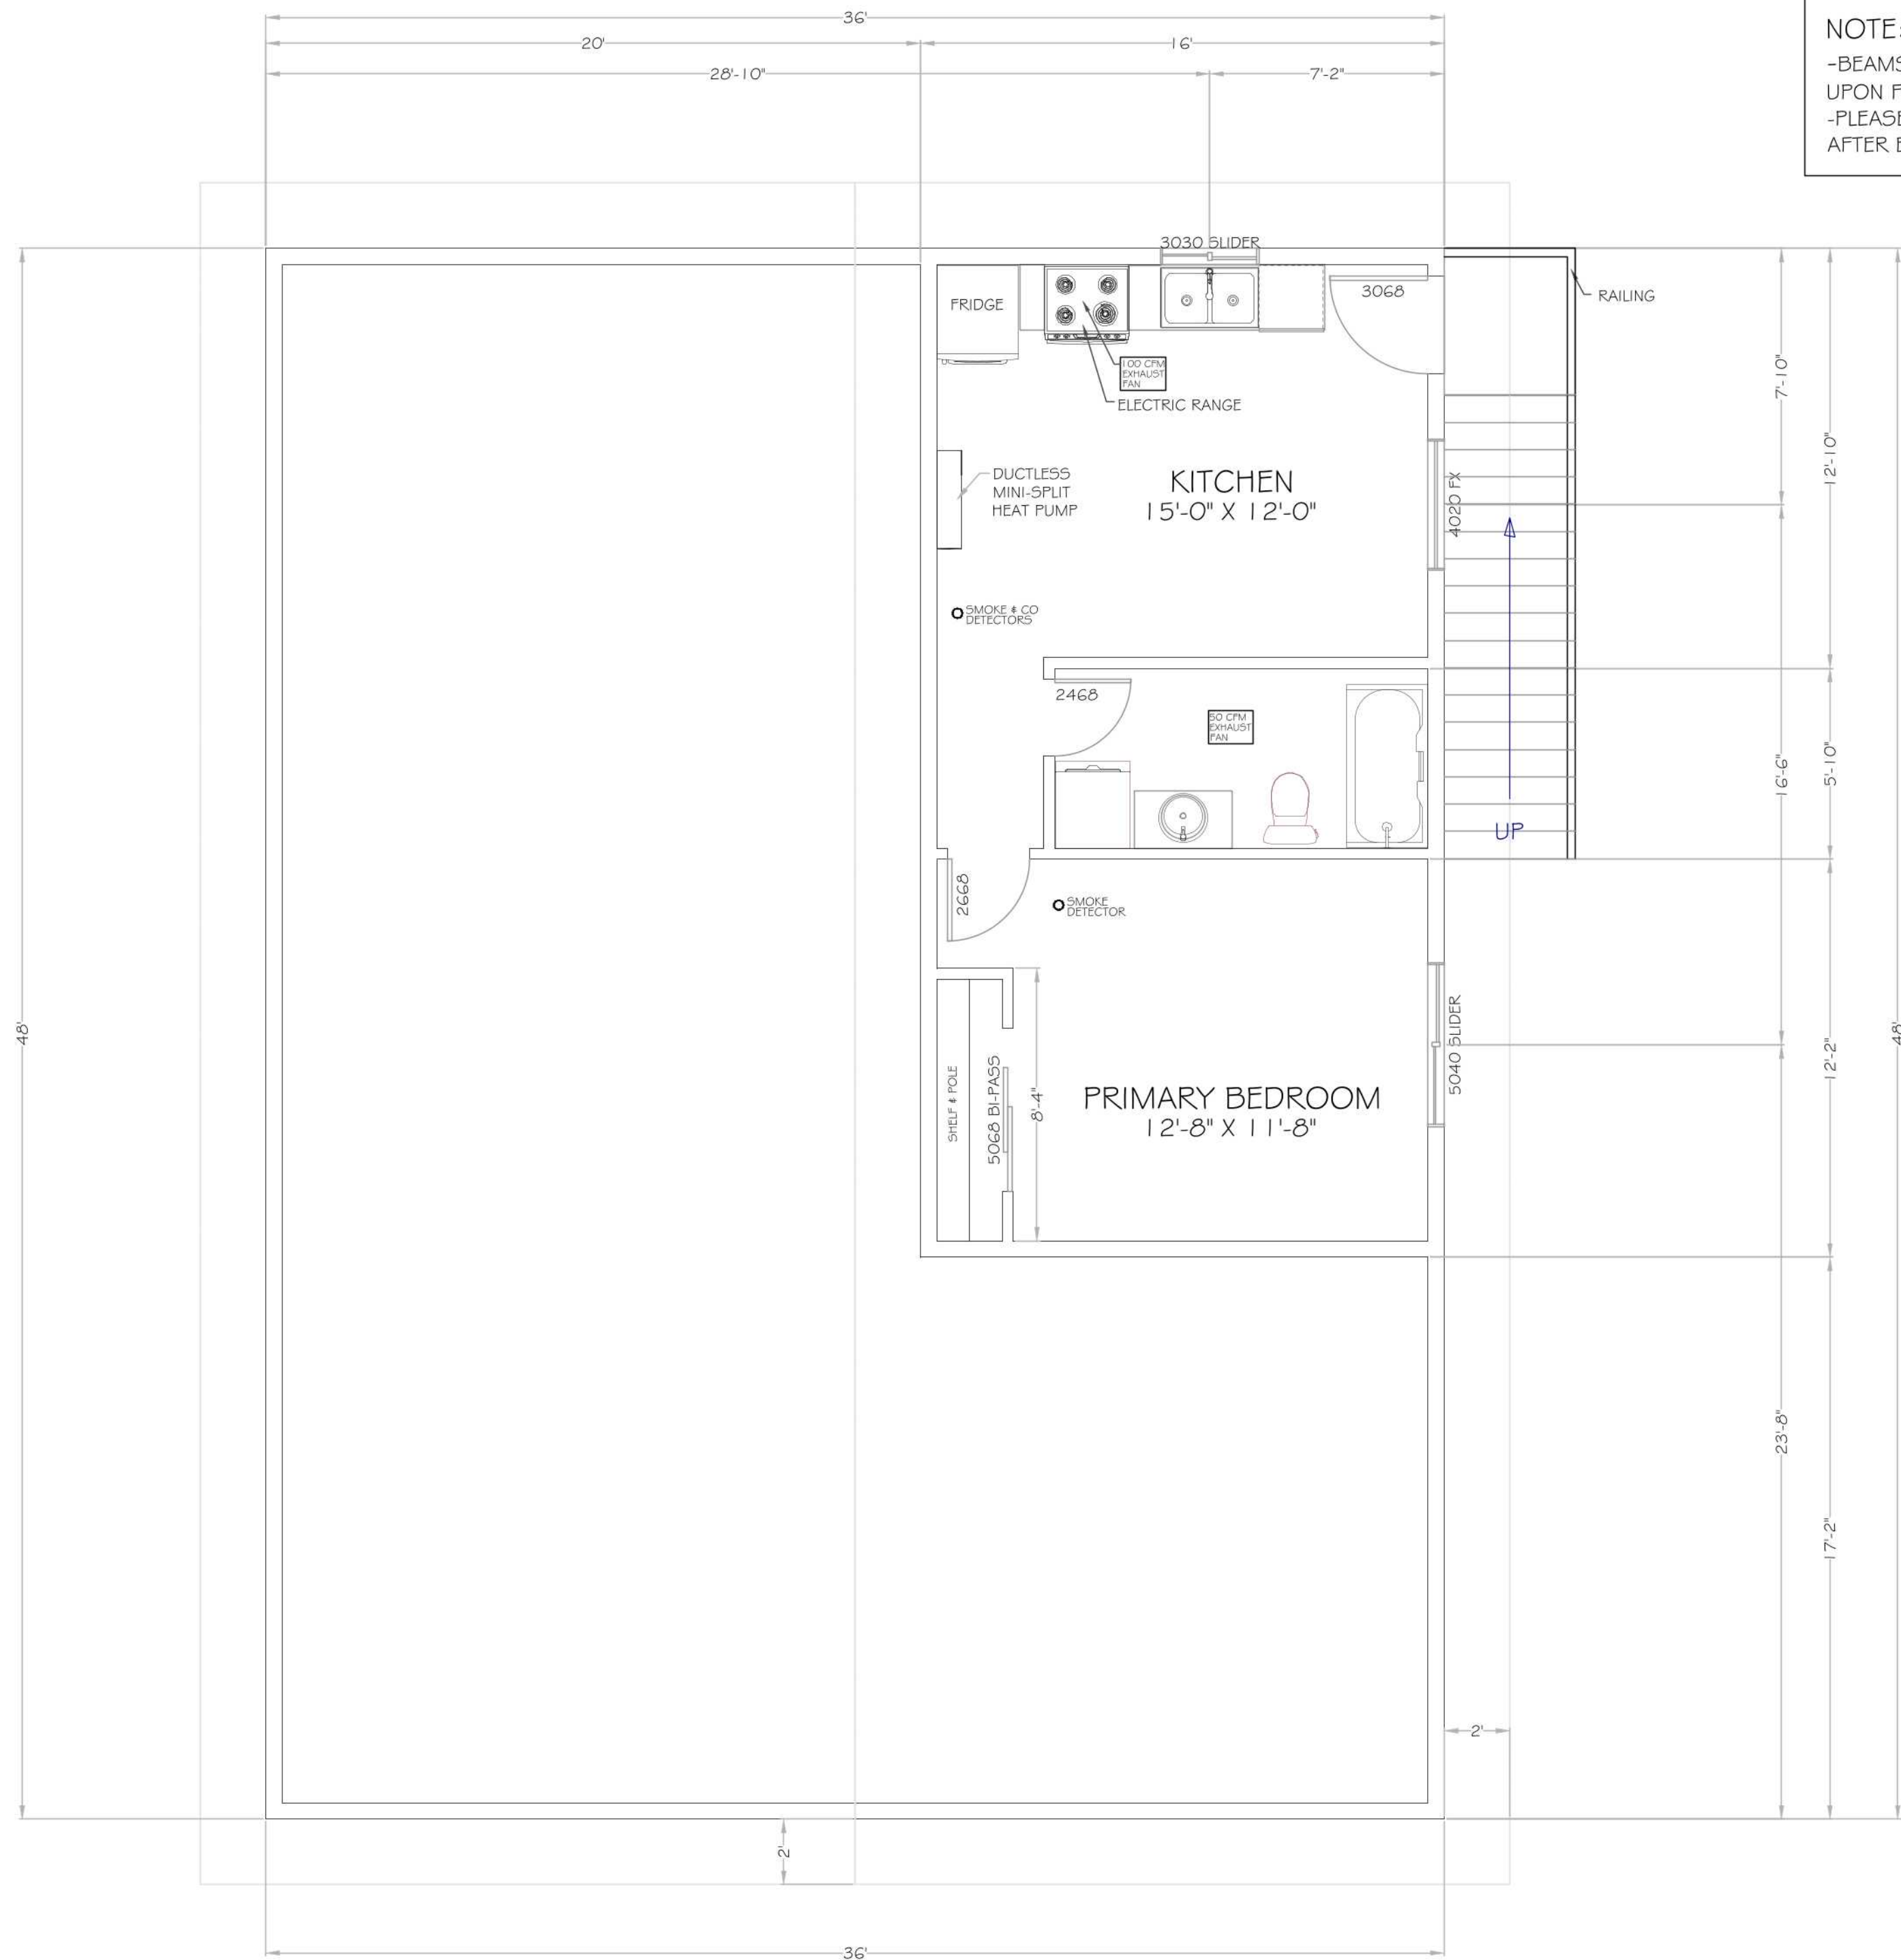 36'
20'
16'
28'-10"
7'-2"
NOTE
-BEAMS
UPON F
-PLEASE
AFTER
3030 SLIDER
FRIDGE
3068
RAILING
100 CFM
EXHAUST
FAN
ELECTRIC RANGE
7'-10"
12'-10"
DUCTLESS
MINI-SPLIT
HEAT PUMP
KITCHEN
15'-0" X 12'-0"
4020 FX
SMOKE & CO
DETECTORS
2468
50 CFM
EXHAUST
FAN
5'-10"
16'-6"
UP
2668
SMOKE
DETECTOR
48'
SHELF & POLE
5068 BI-PASS
8'-4"
PRIMARY BEDROOM
12'-8" X 11'-8"
5040 SLIDER
12'-2"
48'
23'-8"
17'-2"
2'
2'
36'